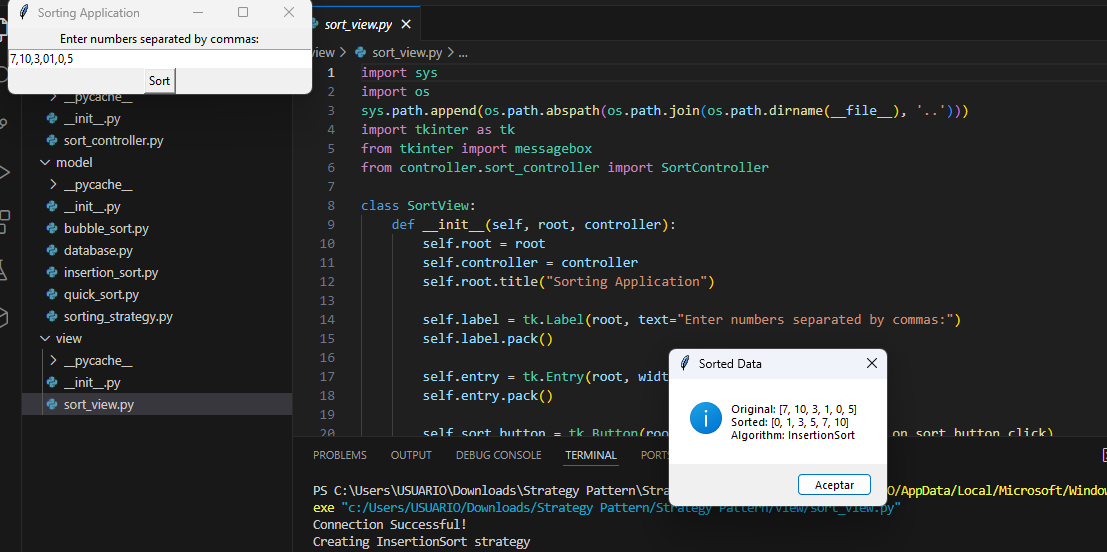 Sorting Application
Enter numbers separated by commas:
7,10,3,01,0,5
Sort
__pycache__
__init__.py
sort_controller.py
model
__pycache__
__init__.py
bubble_sort.py
database.py
insertion_sort.py
quick_sort.py
sorting_strategy.py
view
__pycache__
__init__.py
sort_view.py
sort_view.py
view > sort_view.py > ...
1 import sys
2 import os
3 sys.path.append(os.path.abspath(os.path.join(os.path.dirname(__file__), '..')))
4 import tkinter as tk
5 from tkinter import messagebox
6 from controller.sort_controller import SortController
7
8 class SortView:
9 def __init__(self, root, controller):
10 self.root = root
11 self.controller = controller
12 self.root.title("Sorting Application")
13
14 self.label = tk.Label(root, text="Enter numbers separated by commas:")
15 self.label.pack()
16
17 self.entry = tk.Entry(root, widt
18 self.entry.pack()
19
20 self.sort_button = tk.Button(roo on_sort_button_click)
Sorted Data
Original: [7, 10, 3, 1, 0, 5]
Sorted: [0, 1, 3, 5, 7, 10]
Algorithm: InsertionSort
Aceptar
PROBLEMS OUTPUT DEBUG CONSOLE TERMINAL PORTS
PS C:\Users\USUARIO\Downloads\Strategy Pattern\Stra O/AppData/Local/Microsoft/Window
exe "c:/Users/USUARIO/Downloads/Strategy Pattern/Strategy Pattern/view/sort_view.py"
Connection Successful!
Creating InsertionSort strategy